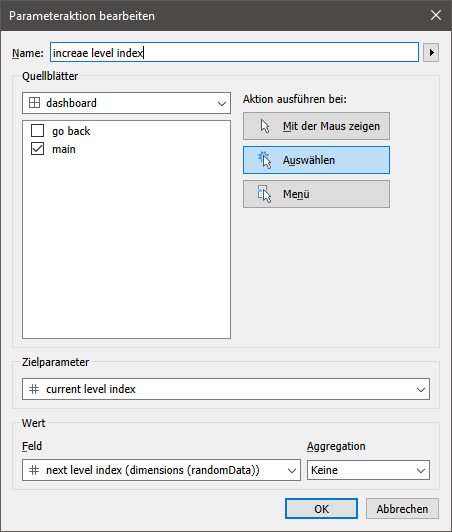 Parameteraktion bearbeiten
Name: increae level index
Quellblätter
dashboard
Aktion ausführen bei:
go back
main
Mit der Maus zeigen
Auswählen
Menü
Zielparameter
current level index
Wert
Feld
Aggregation
next level index (dimensions (randomData))
Keine
OK
Abbrechen